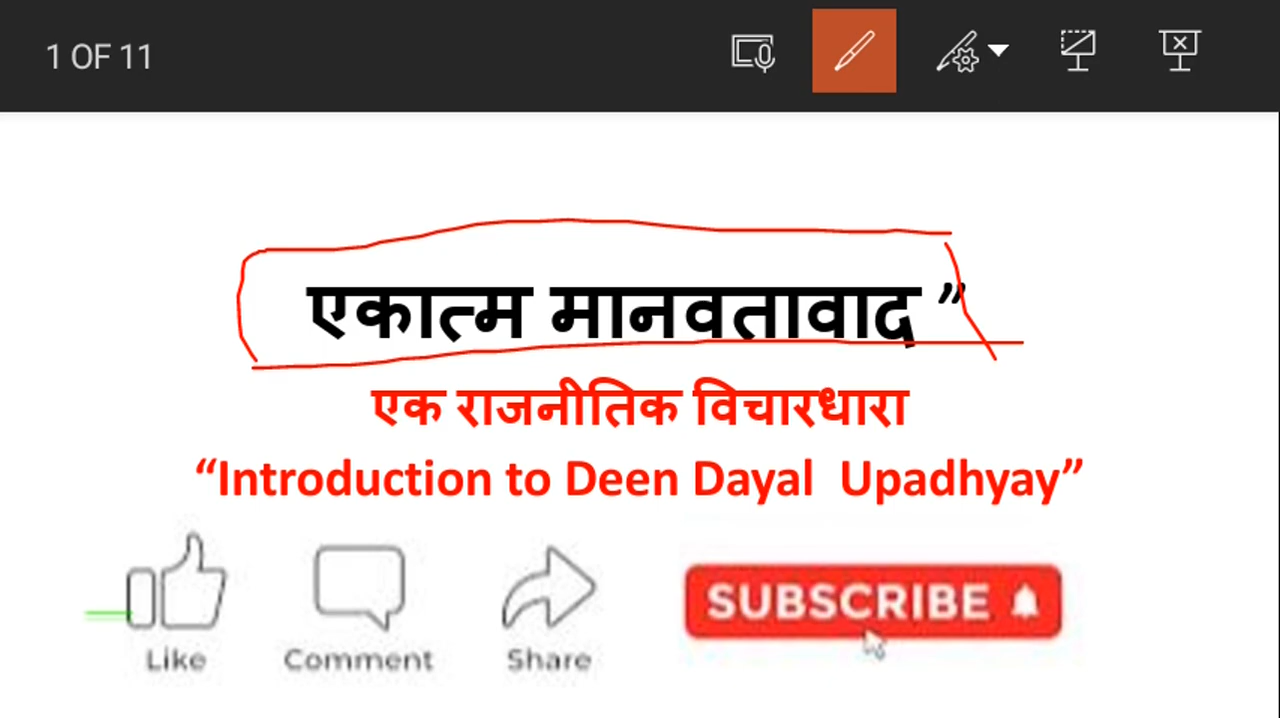 1 OF 11
एकात्म मानवतावाद ”
एक राजनीतिक विचारधारा
“Introduction to Deen Dayal Upadhyay”
Like Comment Share SUBSCRIBE